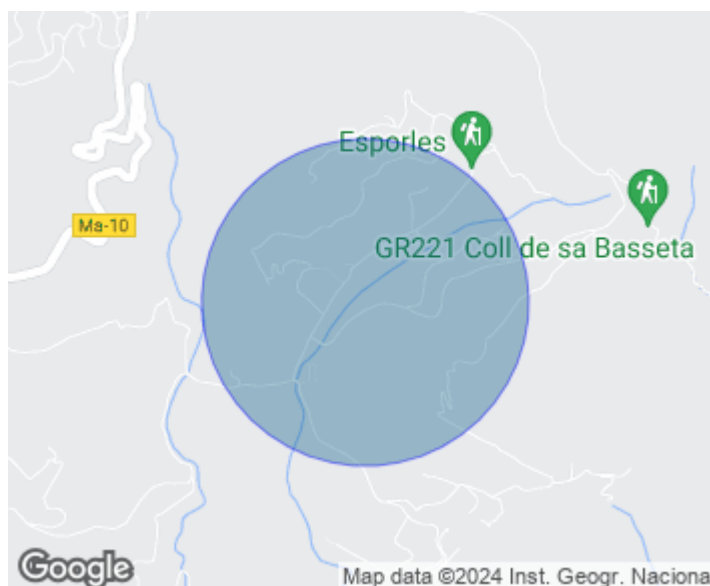 Esporles
Ma-10
GR221 Coll de sa Basseta
Google
Map data ©2024 Inst. Geogr. Naciona